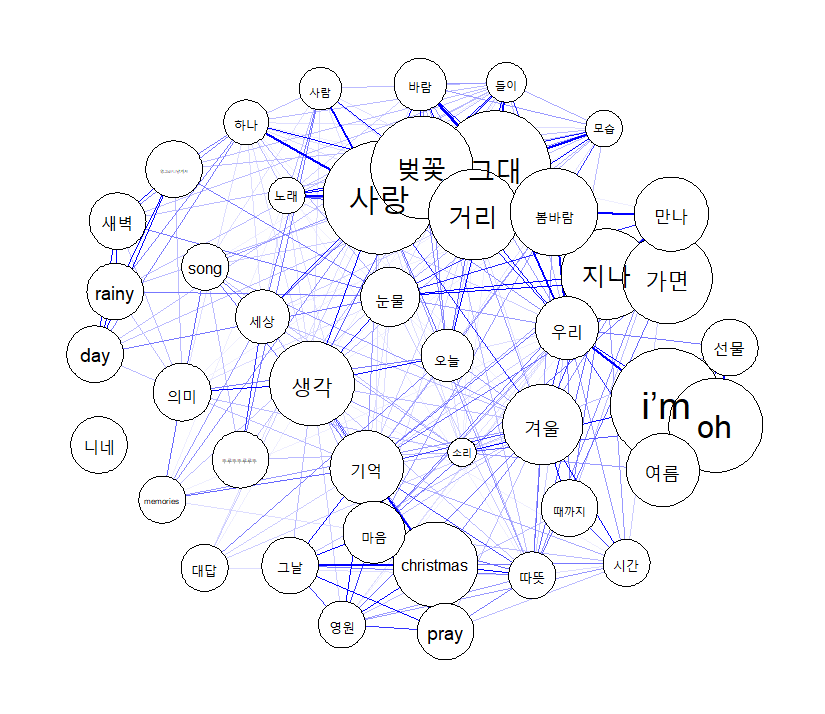 사람
바람
들이
하나
모습
벚꽃
그대
사랑
노래
거리
봄바람
만나
새벽
song
지나
가면
rainy
눈물
세상
우리
day
오늘
선물
생각
의미
i'm
oh
겨울
니네
소리
기억
여름
memories
때까지
마음
대답
그날
christmas
따뜻
시간
영원
pray